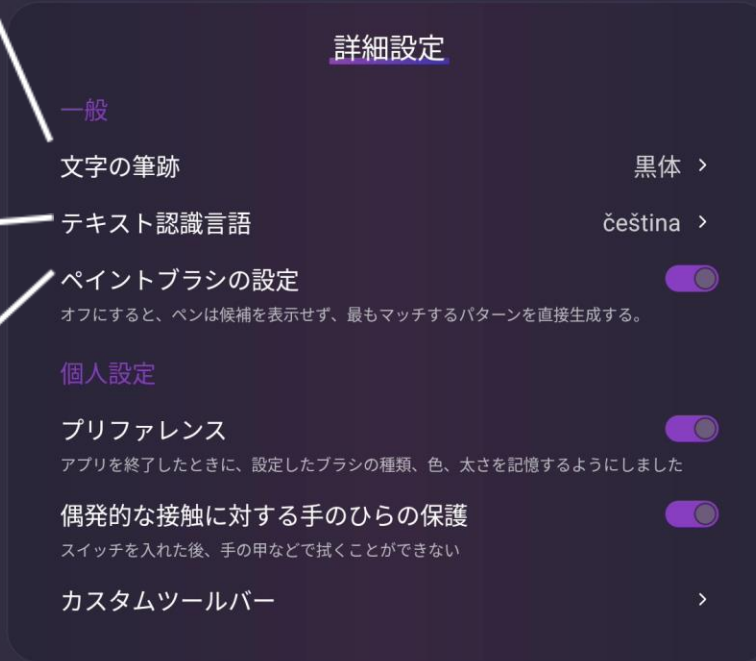 詳細設定
一般
文字の筆跡 黒体
テキスト認識言語 čeština
ペイントブラシの設定
オフにすると、ペンは候補を表示せず、最もマッチするパターンを直接生成する。
個人設定
プリファレンス
アプリを終了したときに、設定したブラシの種類、色、太さを記憶するようにしました
偶発的な接触に対する手のひらの保護
スイッチを入れた後、手の甲などで拭くことができない
カスタムツールバー